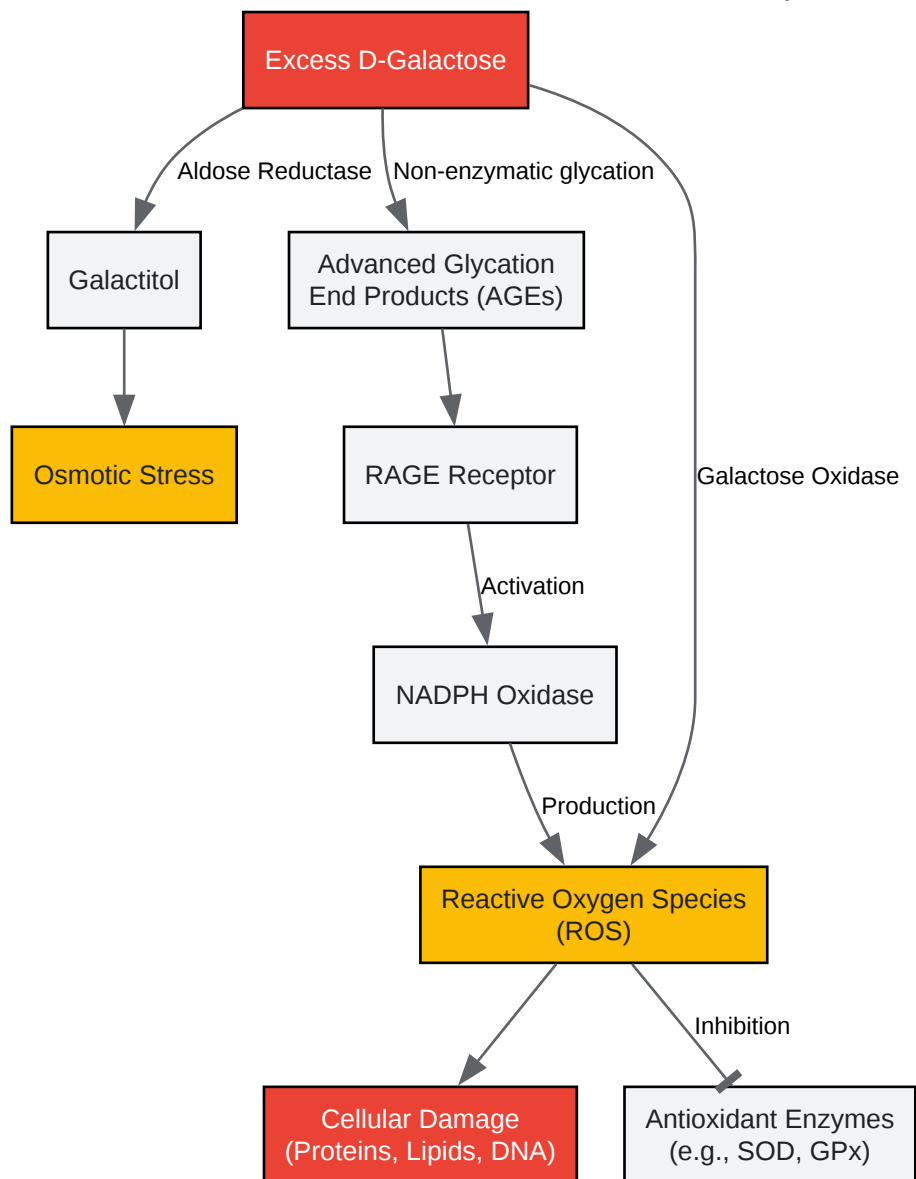 Excess D-Galactose
Aldose Reductase
Non-enzymatic glycation
Galactitol
Advanced Glycation
End Products (AGEs)
Osmotic Stress
RAGE Receptor
Galactose Oxidase
Activation
NADPH Oxidase
Production
Reactive Oxygen Species
(ROS)
Inhibition
Cellular Damage
(Proteins, Lipids, DNA)
Antioxidant Enzymes
(e.g., SOD, GPx)